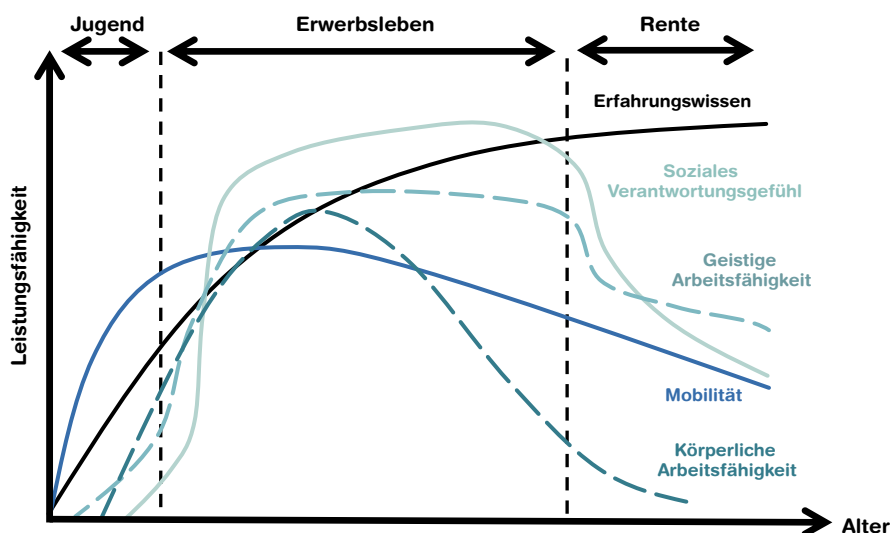 Jugend
Erwerbsleben
Rente
Erfahrungswissen
Soziales
Verantwortungsgefühl
Geistige
Arbeitsfähigkeit
Mobilität
Körperliche
Arbeitsfähigkeit
Leistungsfähigkeit
Alter